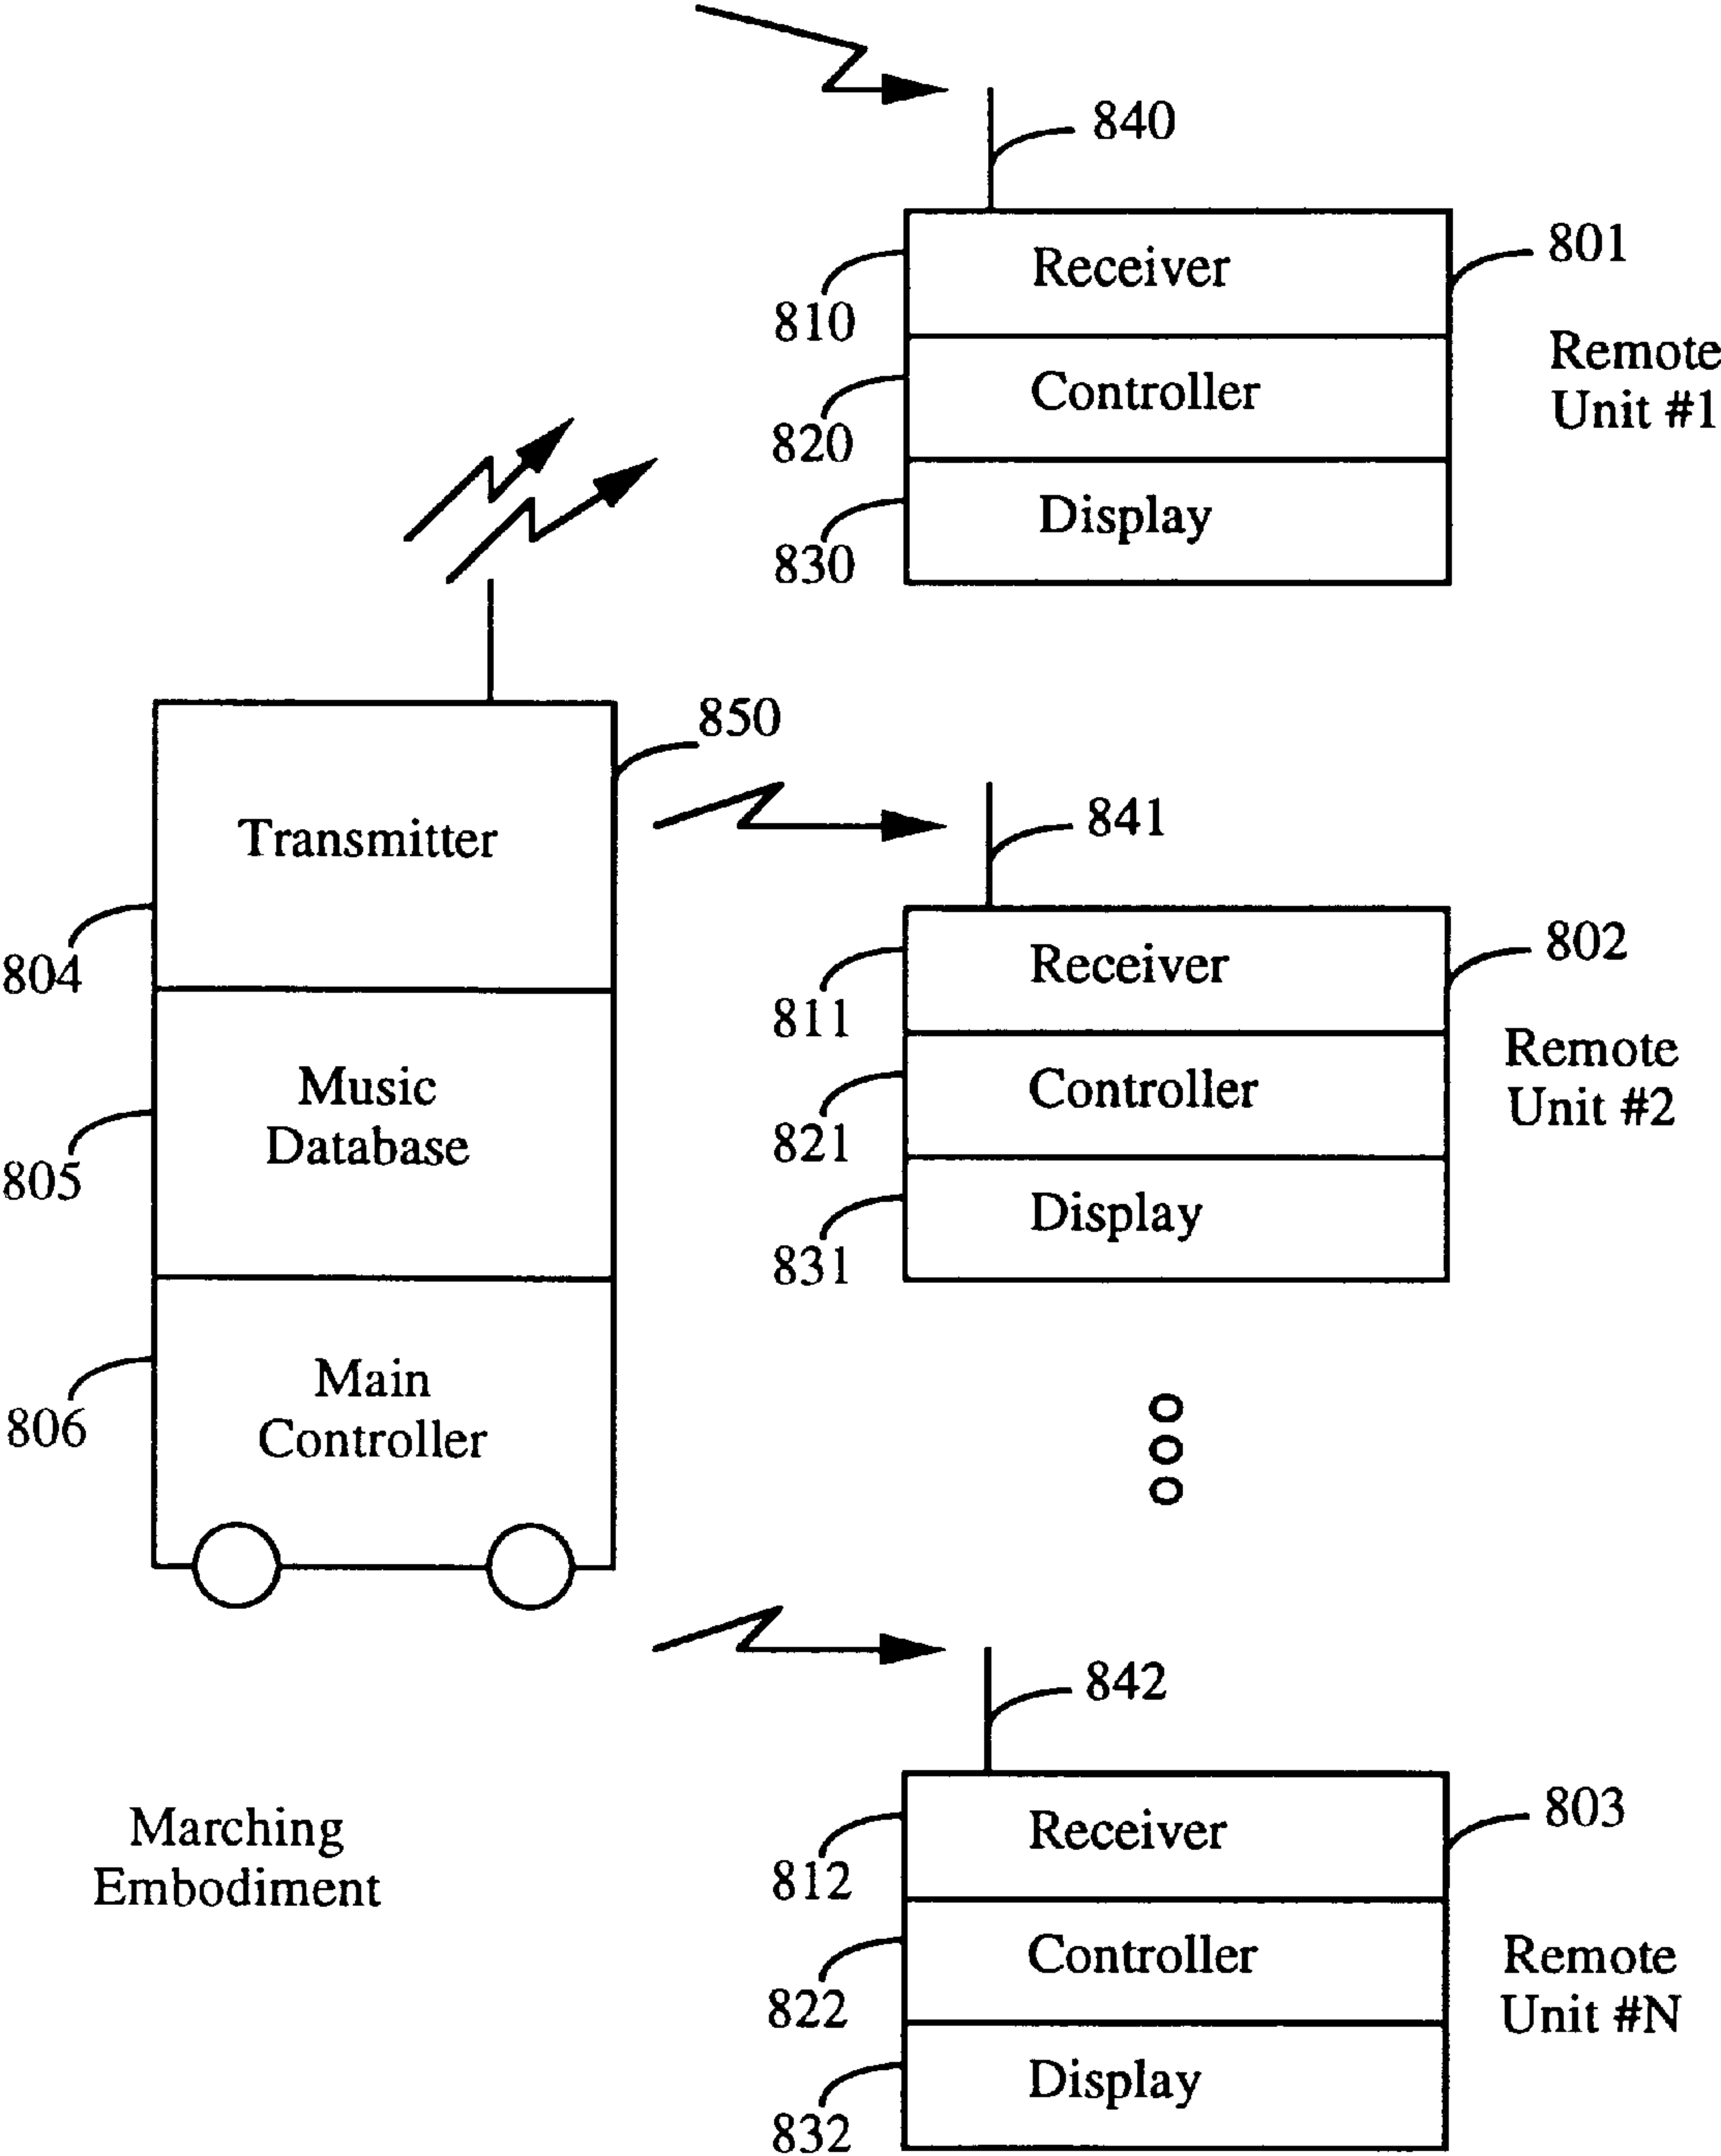 840
Receiver
801
810
Remote
Unit #1
Controller
820
Display
830
850
Transmitter
804
841
Receiver
802
811
Remote
Unit #2
Controller
821
Display
831
Music
Database
805
Main
Controller
806
842
Receiver
803
812
Controller
822
Remote
Unit #N
Display
832
Marching
Embodiment